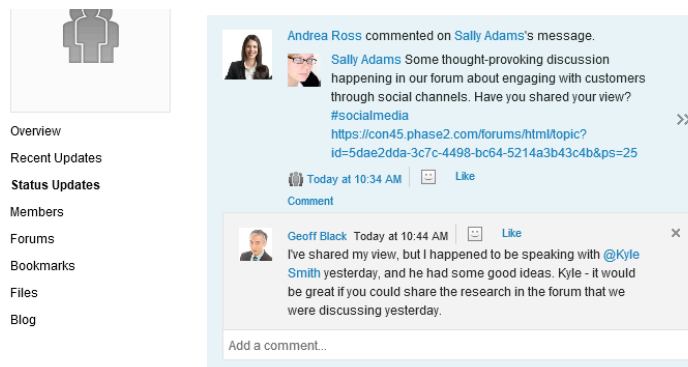 Overview
Recent Updates
Status Updates
Members
Forums
Bookmarks
Files
Blog
Andrea Ross commented on Sally Adams's message.
Sally Adams Some thought-provoking discussion
happening in our forum about engaging with customers
through social channels. Have you shared your view?
#socialmedia
https://con45.phase2.com/forums/html/topic?
id=5dae2dda-3c7c-4498-bc64-5214a3b43c4b&ps=25
Today at 10:34 AM Like
Comment
Geoff Black Today at 10:44 AM Like
I've shared my view, but I happened to be speaking with @Kyle
Smith yesterday, and he had some good ideas. Kyle - it would
be great if you could share the research in the forum that we
were discussing yesterday.
Add a comment...